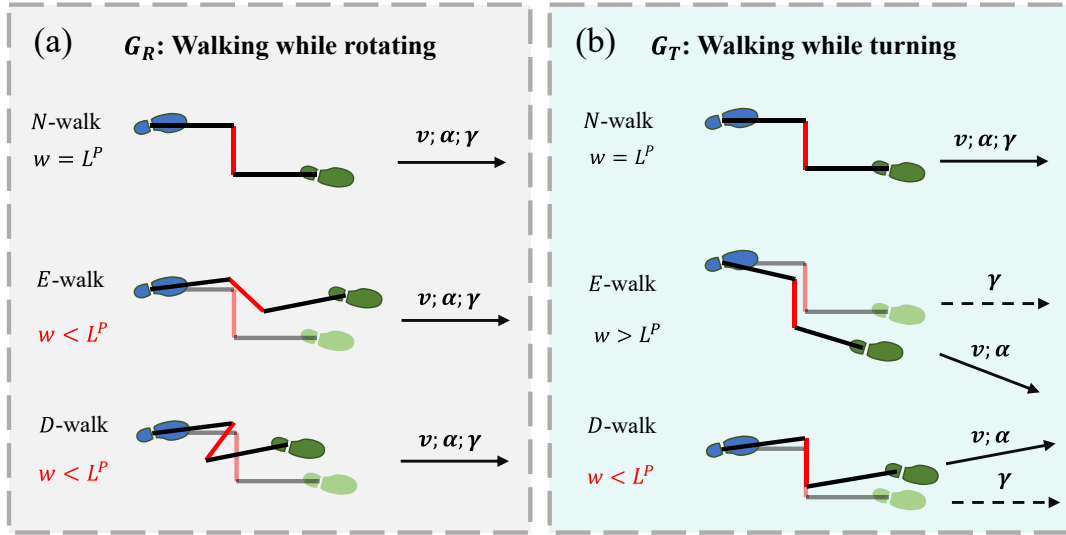 (a)
G_R: Walking while rotating
N-walk
w = L^P
v; α; γ
E-walk
w < L^P
v; α; γ
D-walk
w < L^P
v; α; γ
(b)
G_T: Walking while turning
N-walk
w = L^P
v; α; γ
E-walk
w > L^P
γ
v; α
D-walk
w < L^P
v; α
γ